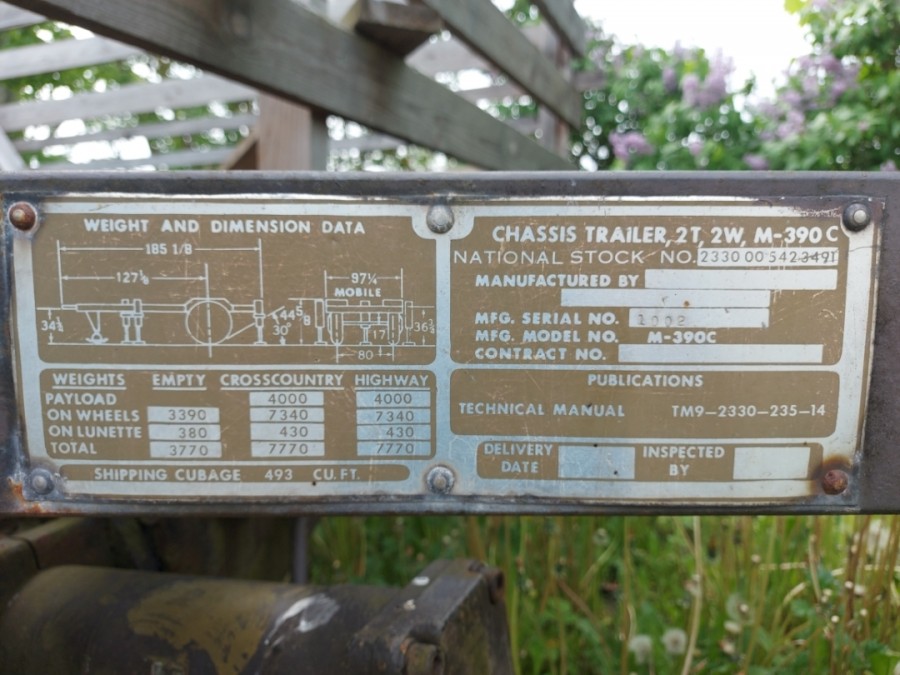 WEIGHT AND DIMENSION DATA
185 1/8
127⅛
97¼
MOBILE
34¾
44⅝
30°
17
36¾
80
WEIGHTS EMPTY CROSSCOUNTRY HIGHWAY
PAYLOAD 4000 4000
ON WHEELS 3390 7340 7340
ON LUNETTE 380 430 430
TOTAL 3770 7770 7770
SHIPPING CUBAGE 493 CU.FT.
CHASSIS TRAILER, 2T, 2W, M-390C
NATIONAL STOCK NO. 2330 00 542 3491
MANUFACTURED BY
MFG. SERIAL NO. 1002
MFG. MODEL NO. M-390C
CONTRACT NO.
PUBLICATIONS
TECHNICAL MANUAL TM9-2330-235-14
DELIVERY INSPECTED
DATE BY